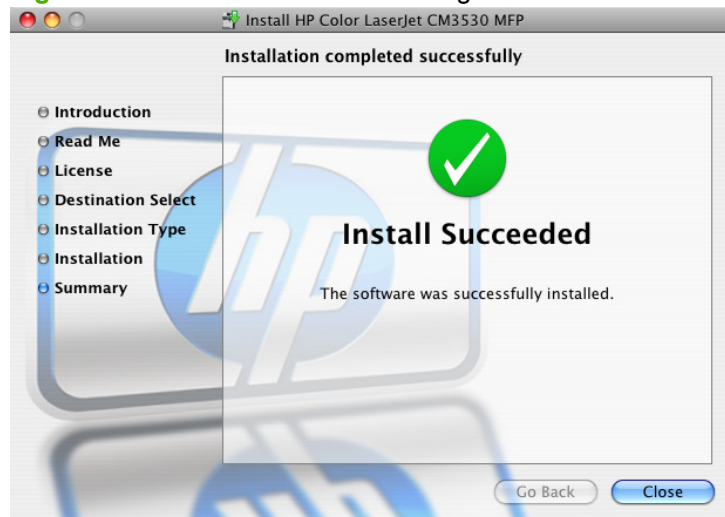 Install HP Color LaserJet CM3530 MFP
Installation completed successfully
Introduction
Read Me
License
Destination Select
Installation Type
Installation
Summary
hp
Install Succeeded
The software was successfully installed.
Go Back
Close